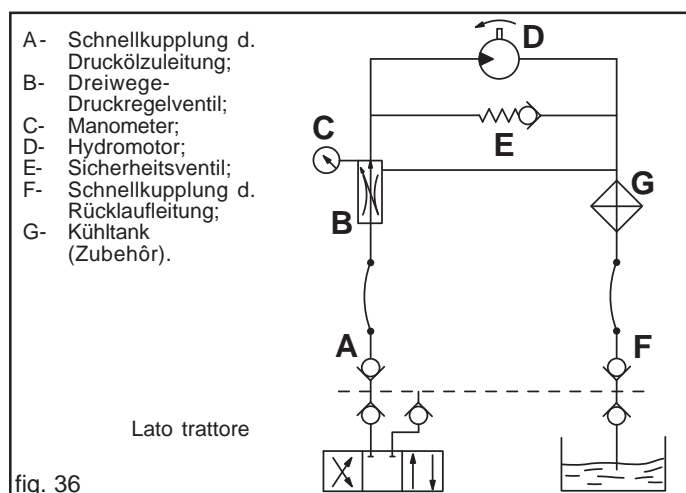 A- Schnellkupplung d.
Druckölzuleitung;
B- Dreiwege-
Druckregelventil;
C- Manometer;
D- Hydromotor;
E- Sicherheitsventil;
F- Schnellkupplung d.
Rücklaufleitung;
G- Kühltank
(Zubehôr).
D
C
E
G
B
A
F
Lato trattore
fig. 36